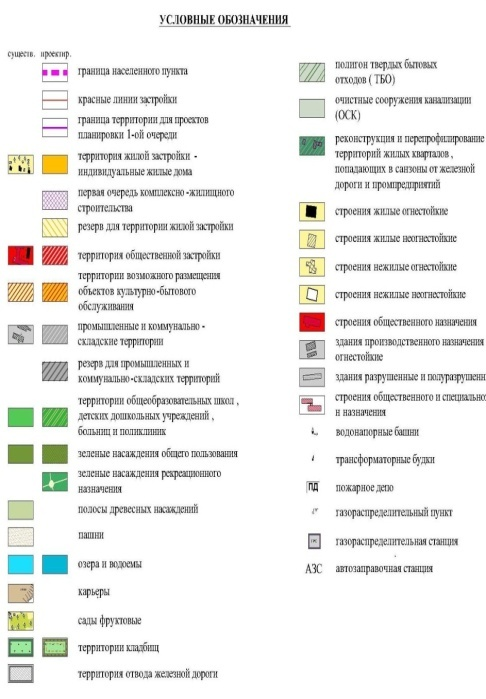 УСЛОВНЫЕ ОБОЗНАЧЕНИЯ
существ. проектир.
граница населенного пункта
красные линии застройки
граница территории для проектов
планировки 1-ой очереди
территория жилой застройки -
индивидуальные жилые дома
первая очередь комплексно-жилищного
строительства
резерв для территории жилой застройки
территория общественной застройки
территории возможного размещения
объектов культурно-бытового
обслуживания
промышленные и коммунально -
складские территории
резерв для промышленных и
коммунально-складских территорий
территории общеобразовательных школ ,
детских дошкольных учреждений ,
больниц и поликлиник
зеленые насаждения общего пользования
зеленые насаждения рекреационного
назначения
полосы древесных насаждений
пашни
озера и водоемы
карьеры
сады фруктовые
территории кладбищ
территория отвода железной дороги
полигон твердых бытовых
отходов ( ТБО)
очистные сооружения канализации
(ОСК)
реконструкция и перепрофилирование
территорий жилых кварталов ,
попадающих в санзоны от железной
дороги и промпредприятий
строения жилые огнестойкие
строения жилые неогнестойкие
строения нежилые огнестойкие
строения нежилые неогнестойкие
строения общественного назначения
здания производственного назначения
огнестойкие
здания разрушенные и полуразрушен
строения общественного и специально
и назначения
водонапорные башни
трансформаторные будки
ПД пожарное депо
газораспределительный пункт
газораспределительная станция
АЗС автозаправочная станция